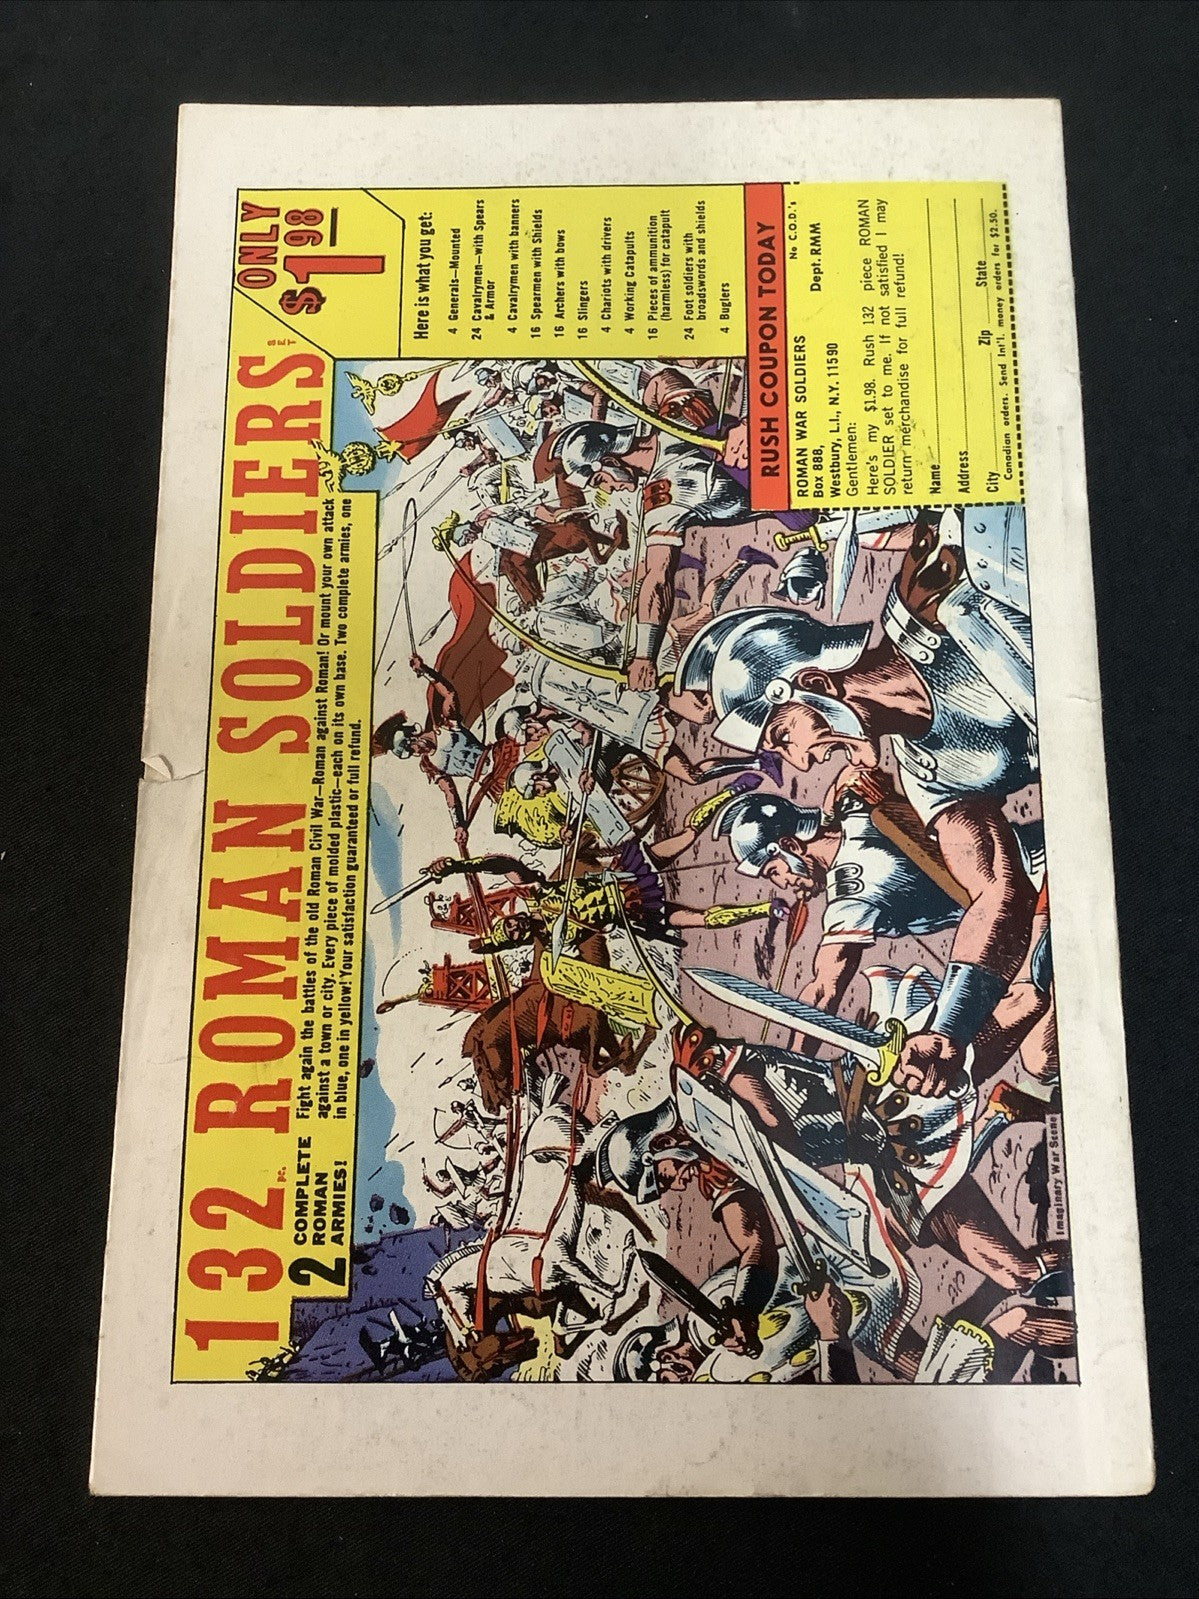 132 PC. ROMAN SOLDIERS SET
ONLY
$1.98
2 COMPLETE
ROMAN
ARMIES!
Fight again the battles of the old Roman Civil War—Roman against Roman! Or mount your own attack
against a town or city. Every piece of molded plastic—each on its own base. Two complete armies, one
in blue, one in yellow! Your satisfaction guaranteed or full refund.
Here is what you get:
4 Generals—Mounted
24 Cavalrymen—with Spears
& Armor
4 Cavalrymen with banners
16 Spearmen with Shields
16 Archers with bows
16 Slingers
4 Chariots with drivers
4 Working Catapults
16 Pieces of ammunition
(harmless) for catapult
24 Foot soldiers with
broadswords and shields
4 Buglers
RUSH COUPON TODAY
No C.O.D.'s
ROMAN WAR SOLDIERS
Box 888, Dept. RMM
Westbury, L.I., N.Y. 11590
Gentlemen:
Here's my $1.98. Rush 132 piece ROMAN
SOLDIER set to me. If not satisfied I may
return merchandise for full refund!
Name
Address
City Zip State
Canadian orders. Send Int'l. money orders for $2.50.
Imaginary War Scene